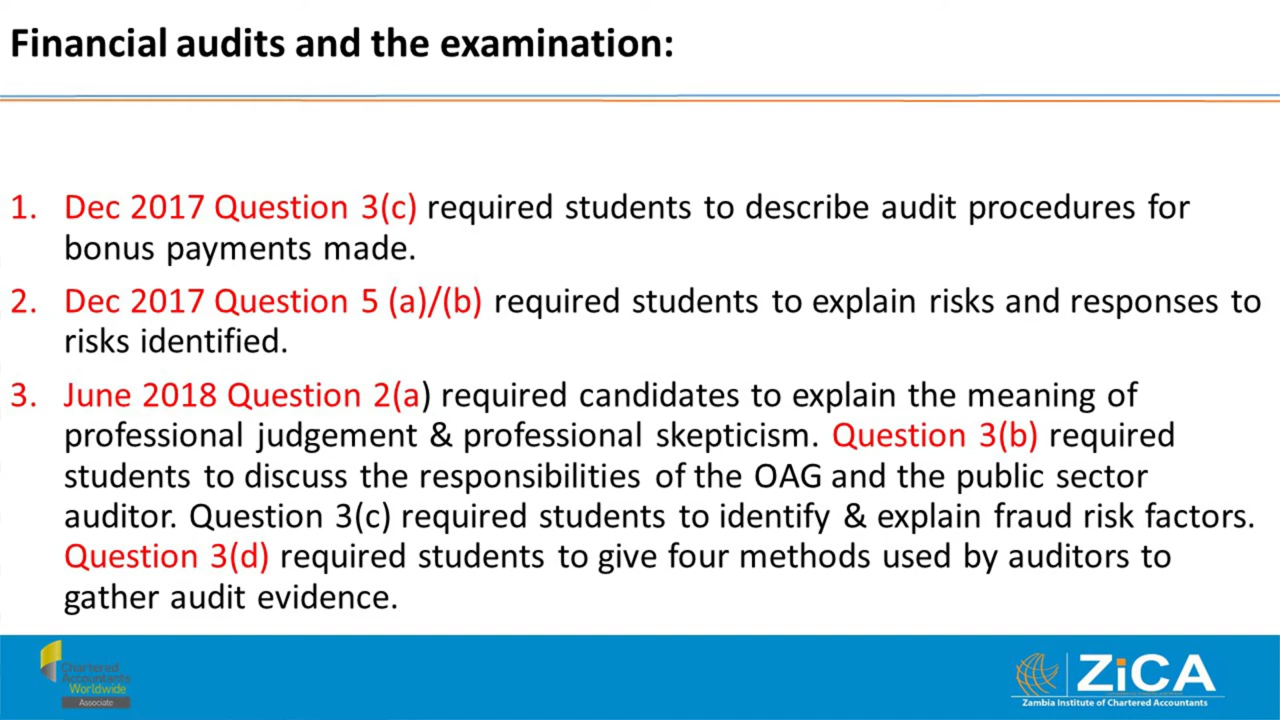 Financial audits and the examination:
1. Dec 2017 Question 3(c) required students to describe audit procedures for
bonus payments made.
2. Dec 2017 Question 5 (a)/(b) required students to explain risks and responses to
risks identified.
3. June 2018 Question 2(a) required candidates to explain the meaning of
professional judgement & professional skepticism. Question 3(b) required
students to discuss the responsibilities of the OAG and the public sector
auditor. Question 3(c) required students to identify & explain fraud risk factors.
Question 3(d) required students to give four methods used by auditors to
gather audit evidence.
Chartered
Accountants
Worldwide
Associate
ZiCA
Zambia Institute of Chartered Accountants